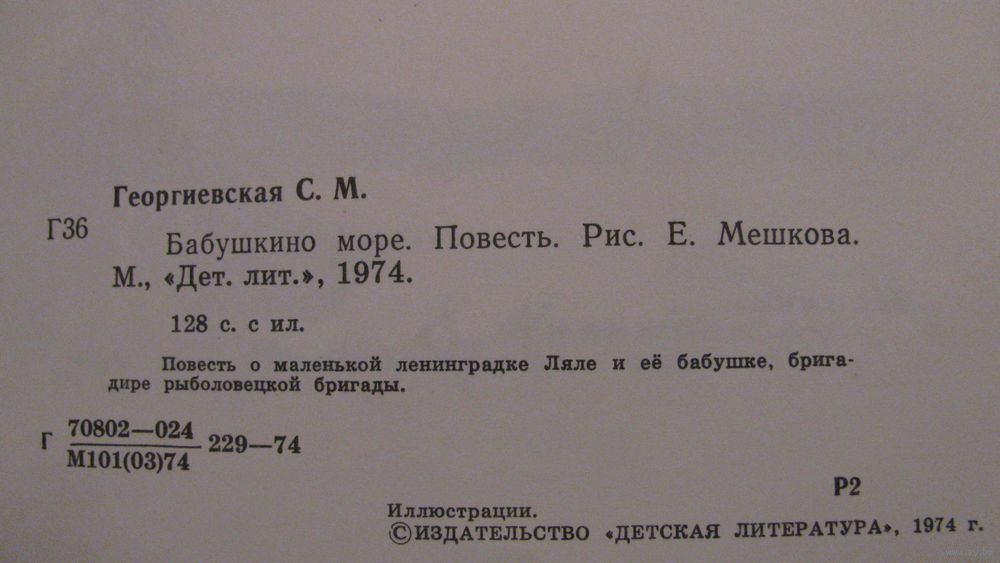 Георгиевская С. М.
Г36
Бабушкино море. Повесть. Рис. Е. Мешкова.
М., «Дет. лит.», 1974.
128 с. с ил.
Повесть о маленькой ленинградке Ляле и её бабушке, брига-
дире рыболовецкой бригады.
Г 70802—024 229—74
М101(03)74
Р2
Иллюстрации.
©ИЗДАТЕЛЬСТВО «ДЕТСКАЯ ЛИТЕРАТУРА», 1974 г.